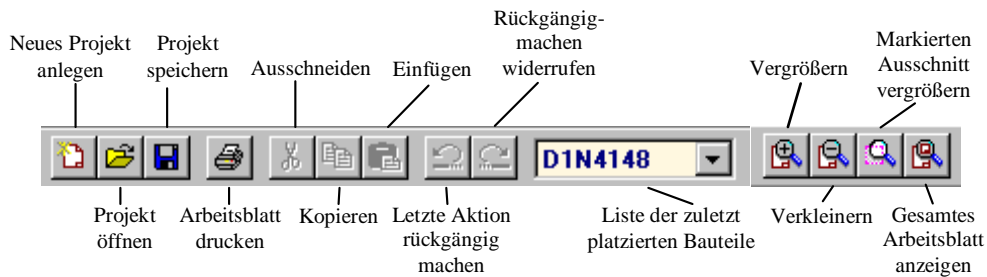 Neues Projekt
anlegen
Projekt
speichern
Ausschneiden
Einfügen
Rückgängig-
machen
widerrufen
Vergrößern
Markierten
Ausschnitt
vergrößern
D1N4148
Projekt
öffnen
Arbeitsblatt
drucken
Kopieren
Letzte Aktion
rückgängig
machen
Liste der zuletzt
platzierten Bauteile
Verkleinern
Gesamtes
Arbeitsblatt
anzeigen